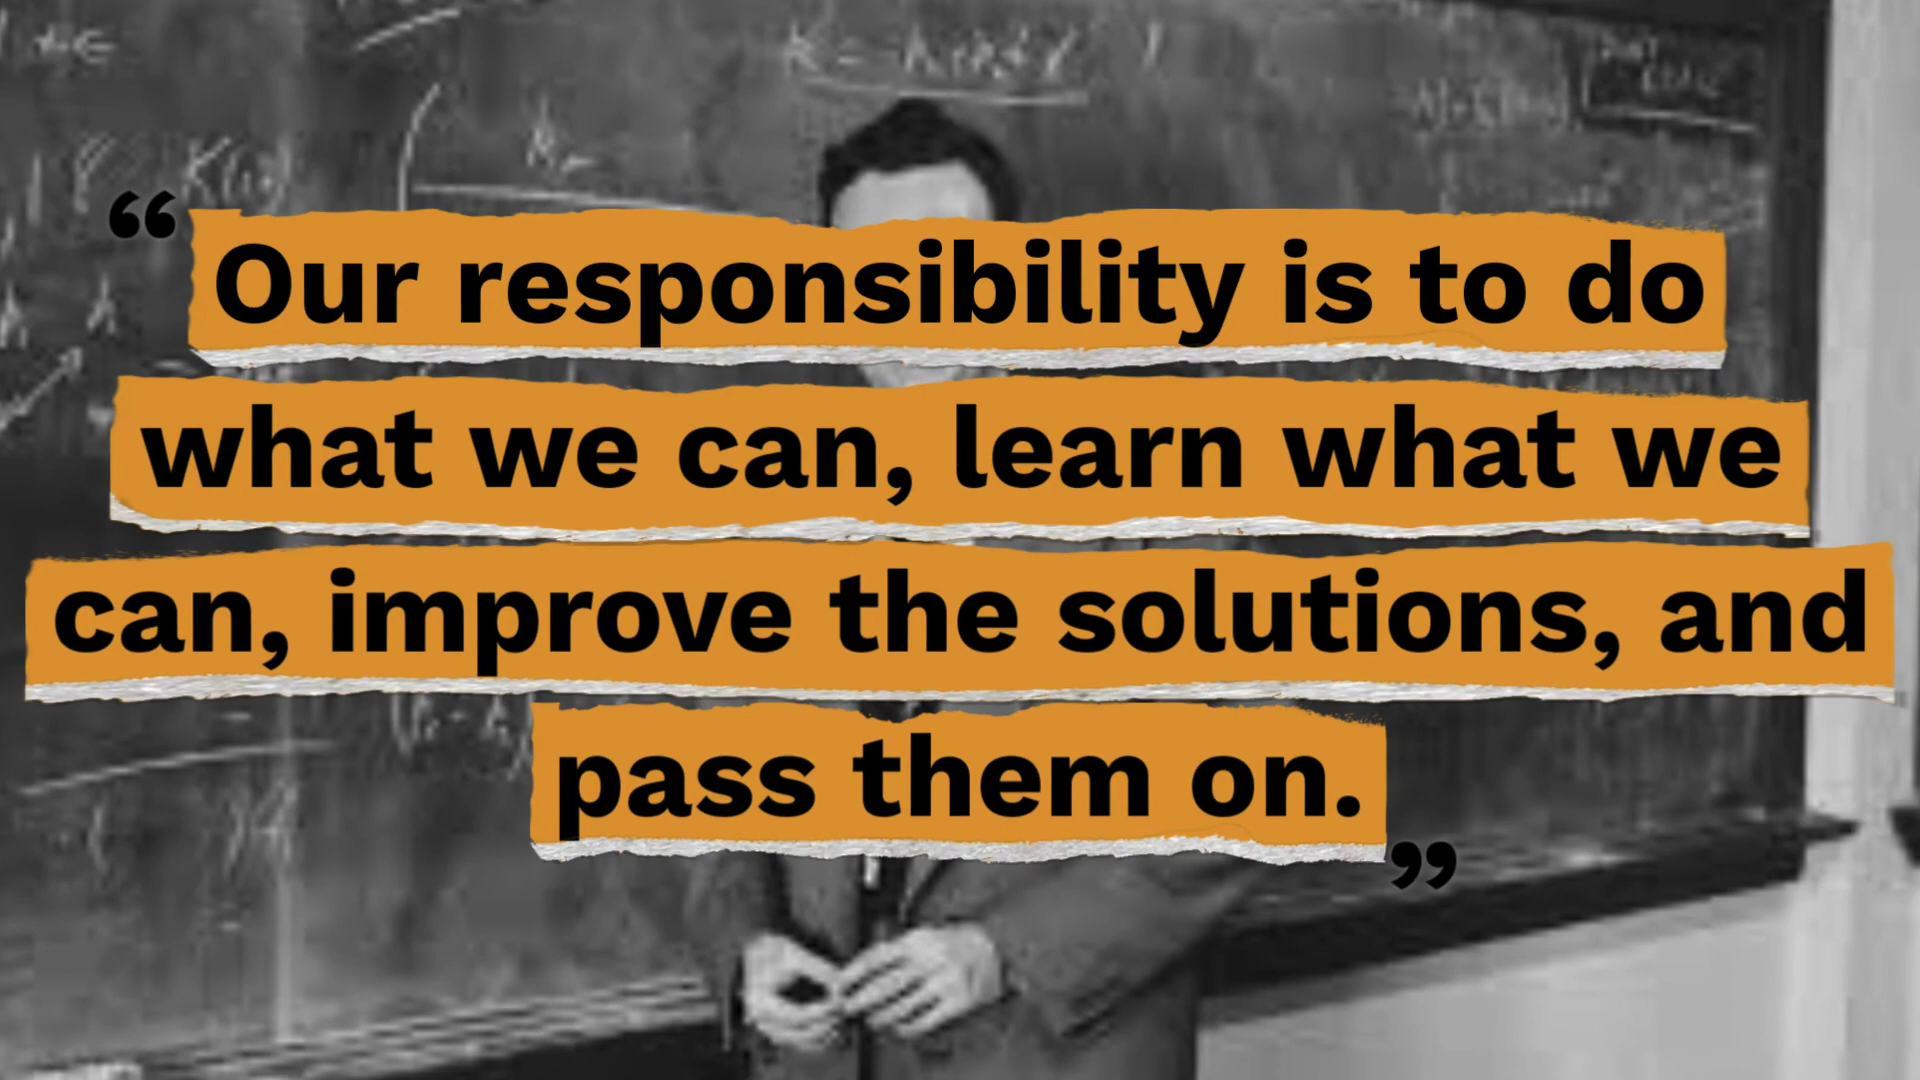 “Our responsibility is to do
what we can, learn what we
can, improve the solutions, and
pass them on.”